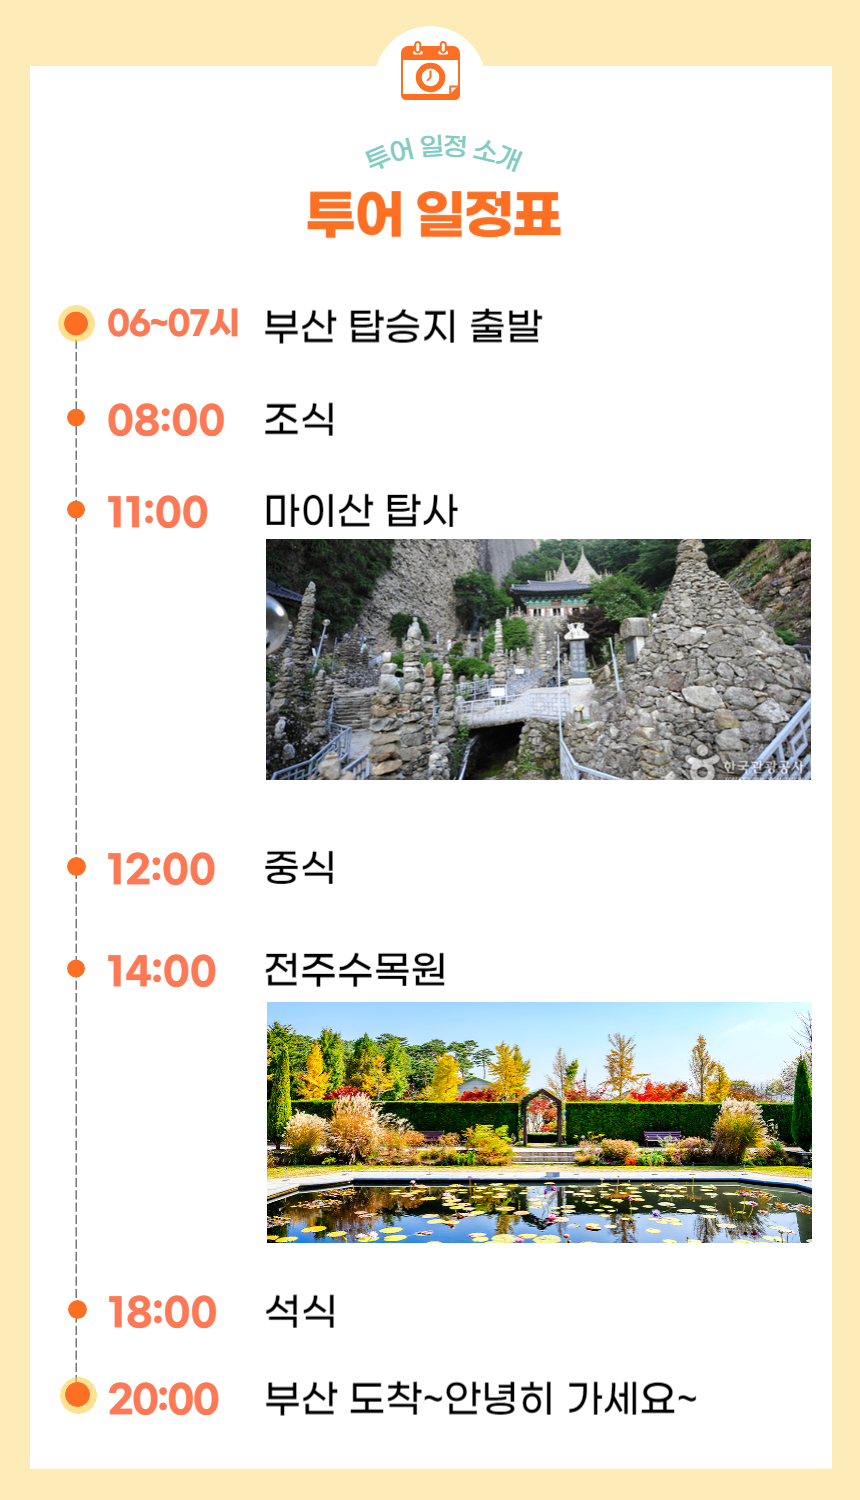 투어 일정 소개
투어 일정표
06~07시 부산 탑승지 출발
08:00 조식
11:00 마이산 탑사
한국관광공사
12:00 중식
14:00 전주수목원
18:00 석식
20:00 부산 도착~안녕히 가세요~